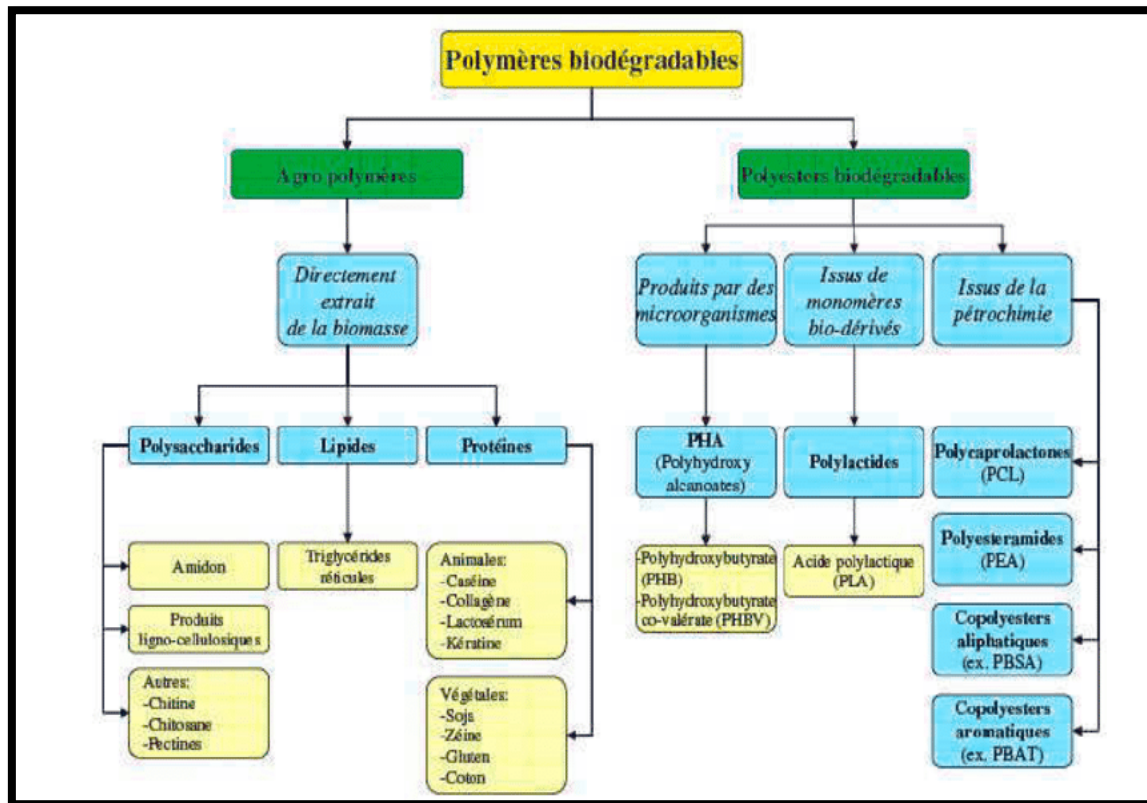 Polymères biodégradables
Agro polymères
Polyesters biodégradables
Directement
extrait
de la biomasse
Produits par des
microorganismes
Issus de
monomères
bio-dérivés
Issus de la
pétrochimie
Polysaccharides
Lipides
Protéines
PHA
(Polyhydroxy
alcanoates)
Polylactides
Polycaprolactones
(PCL)
Amidon
Produits
ligno-cellulosiques
Autres:
-Chitine
-Chitosane
-Pectines
Triglycérides
réticules
Animales:
-Caséine
-Collagène
-Lactosérum
-Kératine
Végétales:
-Soja
-Zéine
-Gluten
-Coton
-Polyhydroxybutyrate
(PHB)
-Polyhydroxybutyrate
co-valérate (PHBV)
Acide polylactique
(PLA)
Polyesteramides
(PEA)
Copolyesters
aliphatiques
(ex. PBSA)
Copolyesters
aromatiques
(ex. PBAT)